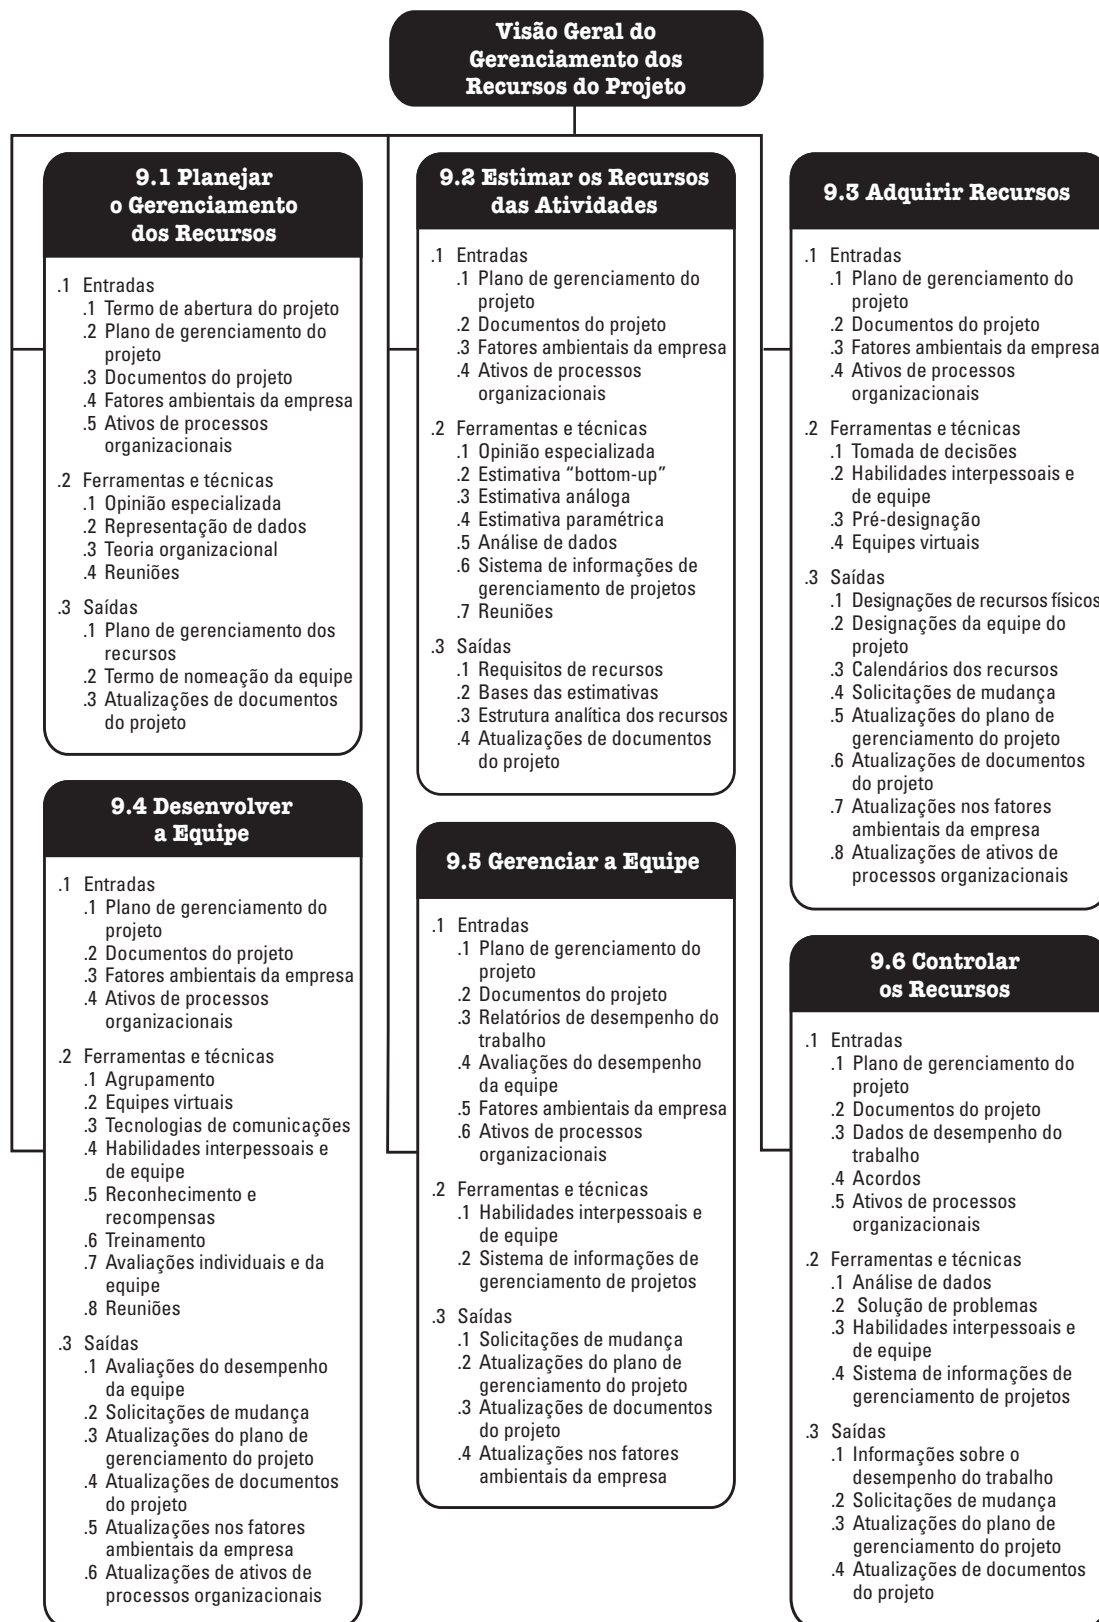 Visão Geral do
Gerenciamento dos
Recursos do Projeto
9.1 Planejar
o Gerenciamento
dos Recursos
.1 Entradas
.1 Termo de abertura do projeto
.2 Plano de gerenciamento do
projeto
.3 Documentos do projeto
.4 Fatores ambientais da empresa
.5 Ativos de processos
organizacionais
.2 Ferramentas e técnicas
.1 Opinião especializada
.2 Representação de dados
.3 Teoria organizacional
.4 Reuniões
.3 Saídas
.1 Plano de gerenciamento dos
recursos
.2 Termo de nomeação da equipe
.3 Atualizações de documentos
do projeto
9.2 Estimar os Recursos
das Atividades
.1 Entradas
.1 Plano de gerenciamento do
projeto
.2 Documentos do projeto
.3 Fatores ambientais da empresa
.4 Ativos de processos
organizacionais
.2 Ferramentas e técnicas
.1 Opinião especializada
.2 Estimativa “bottom-up”
.3 Estimativa análoga
.4 Estimativa paramétrica
.5 Análise de dados
.6 Sistema de informações de
gerenciamento de projetos
.7 Reuniões
.3 Saídas
.1 Requisitos de recursos
.2 Bases das estimativas
.3 Estrutura analítica dos recursos
.4 Atualizações de documentos
do projeto
9.3 Adquirir Recursos
.1 Entradas
.1 Plano de gerenciamento do
projeto
.2 Documentos do projeto
.3 Fatores ambientais da empresa
.4 Ativos de processos
organizacionais
.2 Ferramentas e técnicas
.1 Tomada de decisões
.2 Habilidades interpessoais e
de equipe
.3 Pré-designação
.4 Equipes virtuais
.3 Saídas
.1 Designações de recursos físicos
.2 Designações da equipe do
projeto
.3 Calendários dos recursos
.4 Solicitações de mudança
.5 Atualizações do plano de
gerenciamento do projeto
.6 Atualizações de documentos
do projeto
.7 Atualizações nos fatores
ambientais da empresa
.8 Atualizações de ativos de
processos organizacionais
9.4 Desenvolver
a Equipe
.1 Entradas
.1 Plano de gerenciamento do
projeto
.2 Documentos do projeto
.3 Fatores ambientais da empresa
.4 Ativos de processos
organizacionais
.2 Ferramentas e técnicas
.1 Agrupamento
.2 Equipes virtuais
.3 Tecnologias de comunicações
.4 Habilidades interpessoais e
de equipe
.5 Reconhecimento e
recompensas
.6 Treinamento
.7 Avaliações individuais e da
equipe
.8 Reuniões
.3 Saídas
.1 Avaliações do desempenho
da equipe
.2 Solicitações de mudança
.3 Atualizações do plano de
gerenciamento do projeto
.4 Atualizações de documentos
do projeto
.5 Atualizações nos fatores
ambientais da empresa
.6 Atualizações de ativos de
processos organizacionais
9.5 Gerenciar a Equipe
.1 Entradas
.1 Plano de gerenciamento do
projeto
.2 Documentos do projeto
.3 Relatórios de desempenho do
trabalho
.4 Avaliações do desempenho
da equipe
.5 Fatores ambientais da empresa
.6 Ativos de processos
organizacionais
.2 Ferramentas e técnicas
.1 Habilidades interpessoais e
de equipe
.2 Sistema de informações de
gerenciamento de projetos
.3 Saídas
.1 Solicitações de mudança
.2 Atualizações do plano de
gerenciamento do projeto
.3 Atualizações de documentos
do projeto
.4 Atualizações nos fatores
ambientais da empresa
9.6 Controlar
os Recursos
.1 Entradas
.1 Plano de gerenciamento do
projeto
.2 Documentos do projeto
.3 Dados de desempenho do
trabalho
.4 Acordos
.5 Ativos de processos
organizacionais
.2 Ferramentas e técnicas
.1 Análise de dados
.2 Solução de problemas
.3 Habilidades interpessoais e
de equipe
.4 Sistema de informações de
gerenciamento de projetos
.3 Saídas
.1 Informações sobre o
desempenho do trabalho
.2 Solicitações de mudança
.3 Atualizações do plano de
gerenciamento do projeto
.4 Atualizações de documentos
do projeto